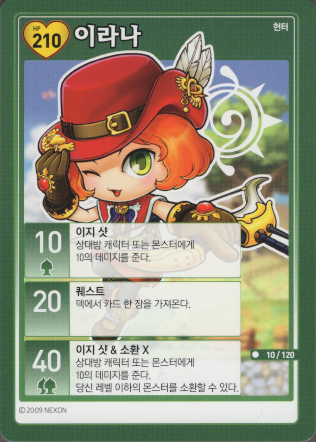 HP
210
이라나
헌터
10
이지 샷
상대방 캐릭터 또는 몬스터에게
10의 데미지를 준다.
20
퀘스트
덱에서 카드 한 장을 가져온다.
40
이지 샷 & 소환 X
상대방 캐릭터 또는 몬스터에게
10의 데미지를 준다.
당신 레벨 이하의 몬스터를 소환할 수 있다.
10 / 120
© 2009 NEXON